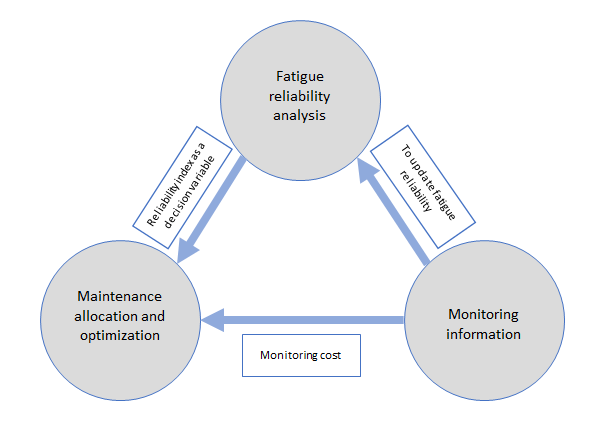 Fatigue
reliability
analysis
Reliability index as a
decision variable
To update fatigue
reliability
Maintenance
allocation and
optimization
Monitoring
information
Monitoring cost